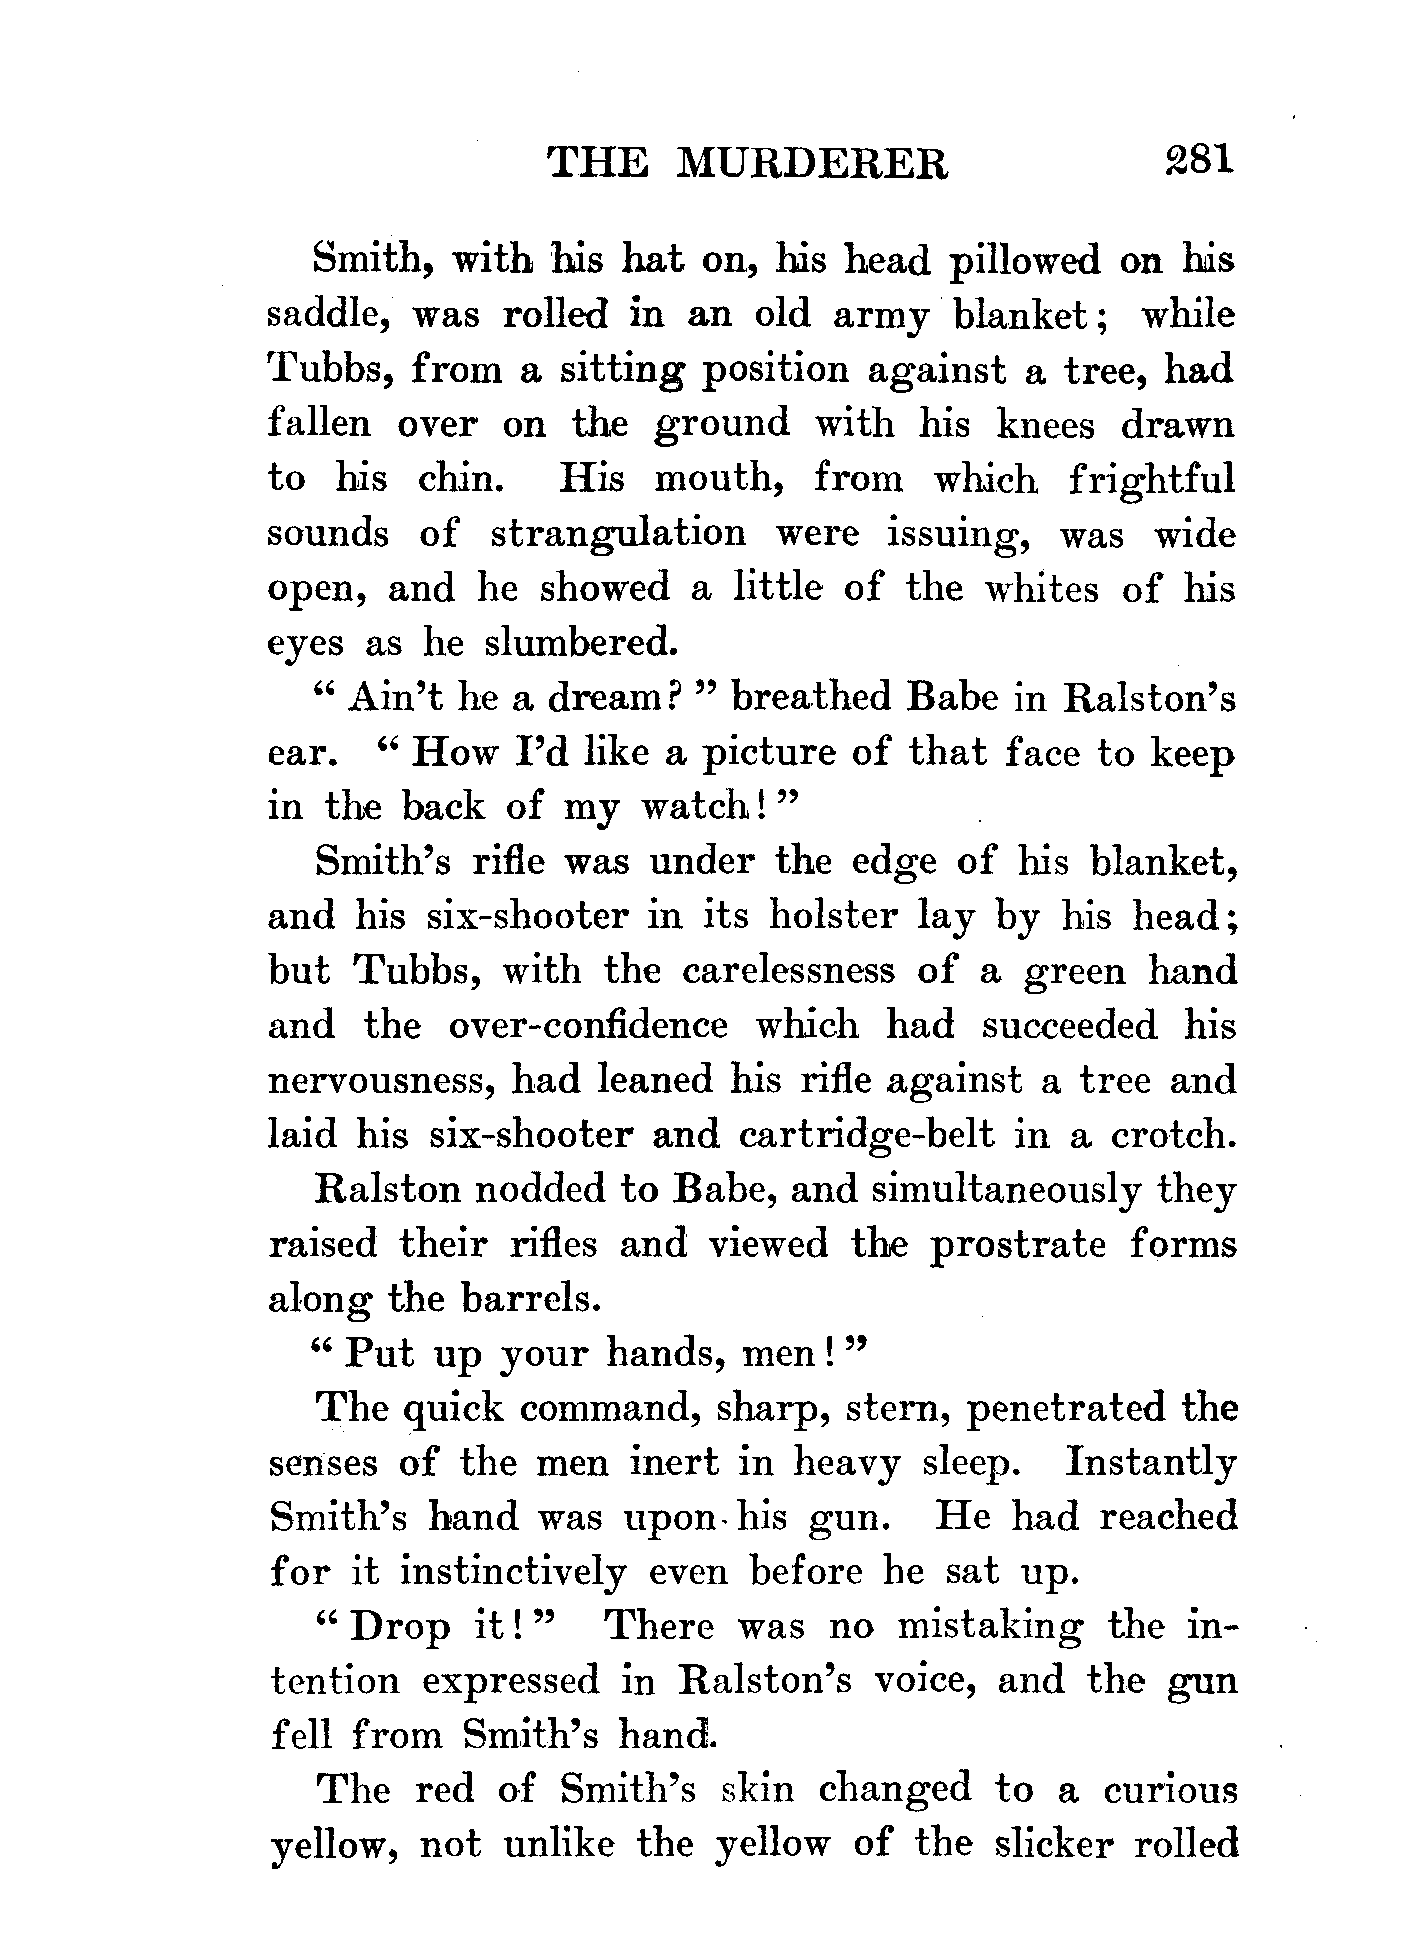 THE MURDERER 281
Smith, with his hat on, his head pillowed on his
saddle, was rolled in an old army blanket; while
Tubbs, from a sitting position against a tree, had
fallen over on the ground with his knees drawn
to his chin. His mouth, from which frightful
sounds of strangulation were issuing, was wide
open, and he showed a little of the whites of his
eyes as he slumbered.
“ Ain’t he a dream? ” breathed Babe in Ralston’s
ear. “ How I’d like a picture of that face to keep
in the back of my watch! ”
Smith’s rifle was under the edge of his blanket,
and his six-shooter in its holster lay by his head;
but Tubbs, with the carelessness of a green hand
and the over-confidence which had succeeded his
nervousness, had leaned his rifle against a tree and
laid his six-shooter and cartridge-belt in a crotch.
Ralston nodded to Babe, and simultaneously they
raised their rifles and viewed the prostrate forms
along the barrels.
“ Put up your hands, men! ”
The quick command, sharp, stern, penetrated the
senses of the men inert in heavy sleep. Instantly
Smith’s hand was upon his gun. He had reached
for it instinctively even before he sat up.
“ Drop it! ” There was no mistaking the in-
tention expressed in Ralston’s voice, and the gun
fell from Smith’s hand.
The red of Smith’s skin changed to a curious
yellow, not unlike the yellow of the slicker rolled